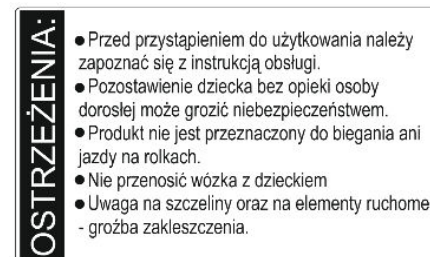 OSTRZEŻENIA:
● Przed przystąpieniem do użytkowania należy
zapoznać się z instrukcją obsługi.
● Pozostawienie dziecka bez opieki osoby
dorosłej może grozić niebezpieczeństwem.
● Produkt nie jest przeznaczony do biegania ani
jazdy na rolkach.
● Nie przenosić wózka z dzieckiem
● Uwaga na szczeliny oraz na elementy ruchome
- groźba zakleszczenia.